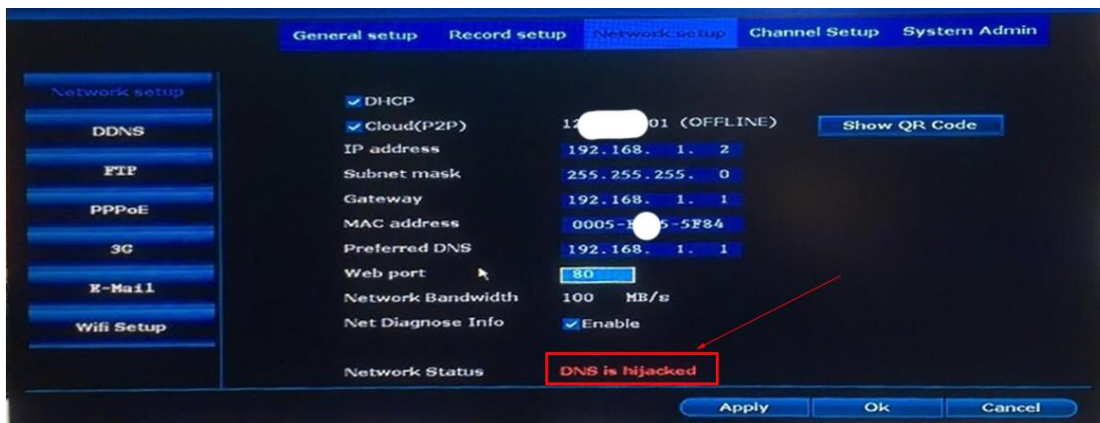 General setup Record setup Network setup Channel Setup System Admin
Network setup
DDNS
FTP
PPPoE
3G
E-Mail
Wifi Setup
DHCP
Cloud(P2P) 12 01 (OFFLINE) Show QR Code
IP address 192.168. 1. 2
Subnet mask 255.255.255. 0
Gateway 192.168. 1. 1
MAC address 0005- 5-5F84
Preferred DNS 192.168. 1. 1
Web port 80
Network Bandwidth 100 MB/s
Net Diagnose Info Enable
Network Status DNS is hijacked
Apply Ok Cancel